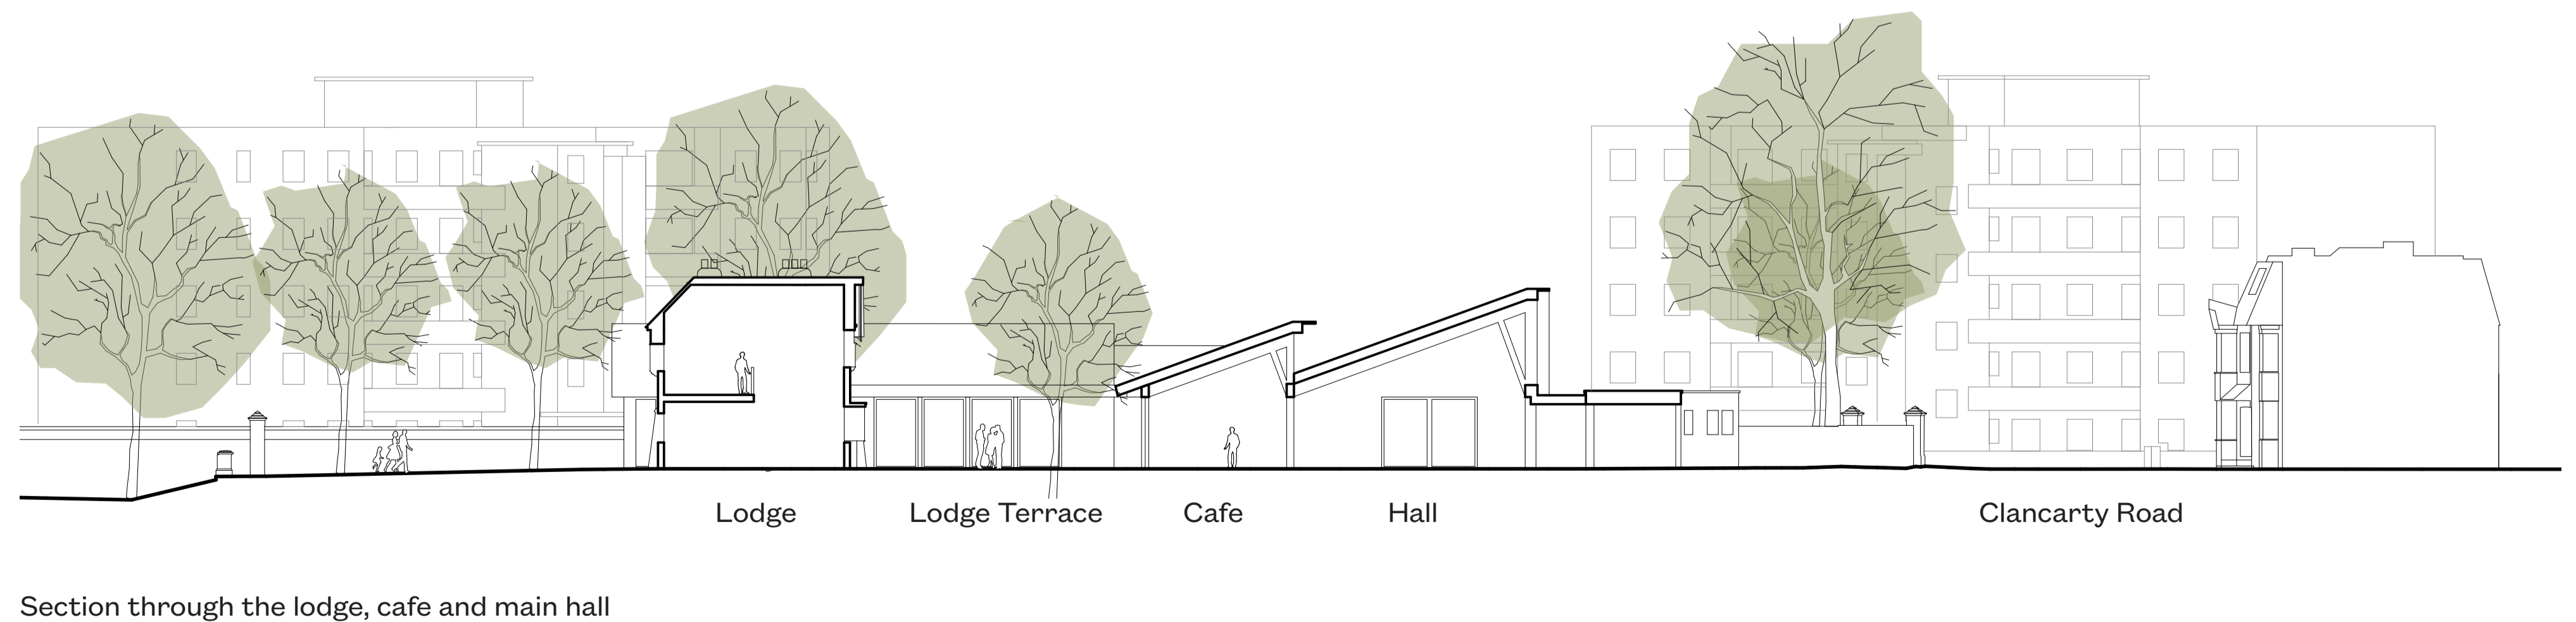 Lodge
Lodge Terrace
Cafe
Hall
Clancarty Road
Section through the lodge, cafe and main hall